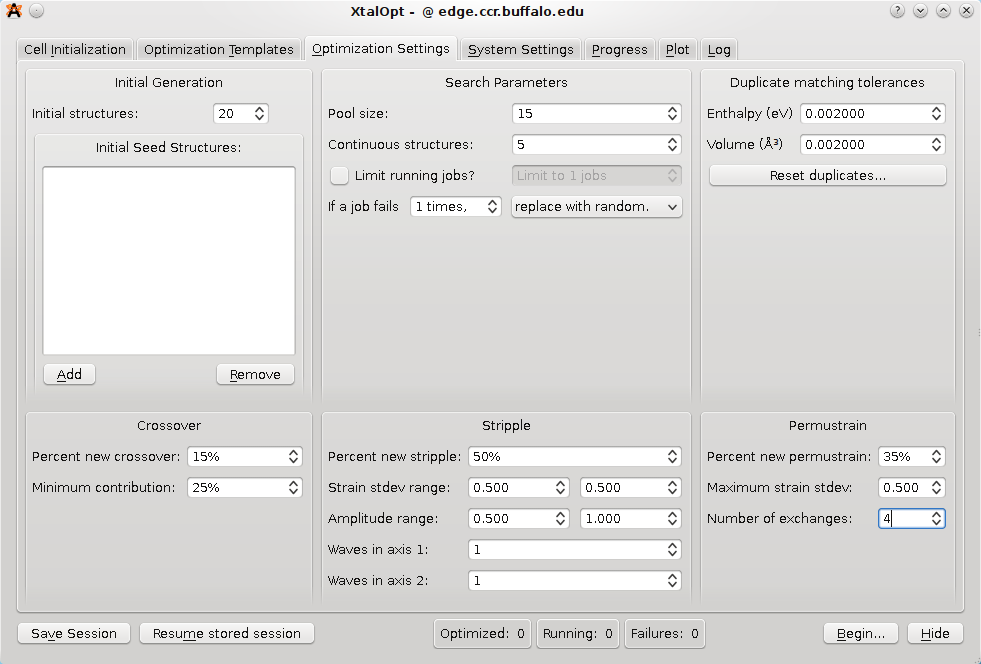 XtalOpt - @ edge.ccr.buffalo.edu
Cell Initialization Optimization Templates Optimization Settings System Settings Progress Plot Log
Initial Generation
Initial structures: 20
Initial Seed Structures:
Add Remove
Search Parameters
Pool size: 15
Continuous structures: 5
Limit running jobs? Limit to 1 jobs
If a job fails 1 times, replace with random.
Duplicate matching tolerances
Enthalpy (eV) 0.002000
Volume (Å³) 0.002000
Reset duplicates...
Crossover
Percent new crossover: 15%
Minimum contribution: 25%
Stripple
Percent new stripple: 50%
Strain stdev range: 0.500 0.500
Amplitude range: 0.500 1.000
Waves in axis 1: 1
Waves in axis 2: 1
Permustrain
Percent new permustrain: 35%
Maximum strain stdev: 0.500
Number of exchanges: 4
Save Session Resume stored session Optimized: 0 Running: 0 Failures: 0 Begin... Hide